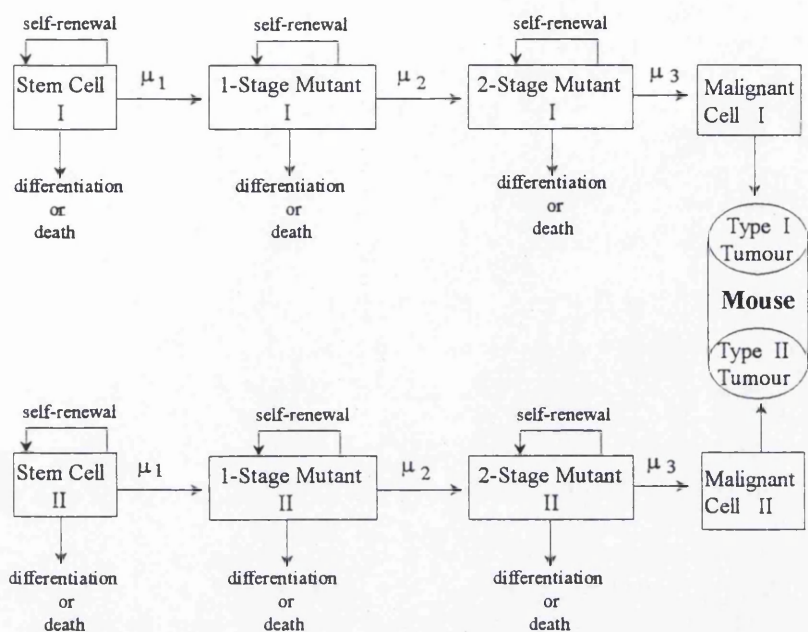 self-renewal
self-renewal
self-renewal
Stem Cell
I
μ1
1-Stage Mutant
I
μ2
2-Stage Mutant
I
μ3
Malignant
Cell I
differentiation
or
death
differentiation
or
death
differentiation
or
death
Type I
Tumour
Mouse
Type II
Tumour
self-renewal
self-renewal
self-renewal
Stem Cell
II
μ1
1-Stage Mutant
II
μ2
2-Stage Mutant
II
μ3
Malignant
Cell II
differentiation
or
death
differentiation
or
death
differentiation
or
death